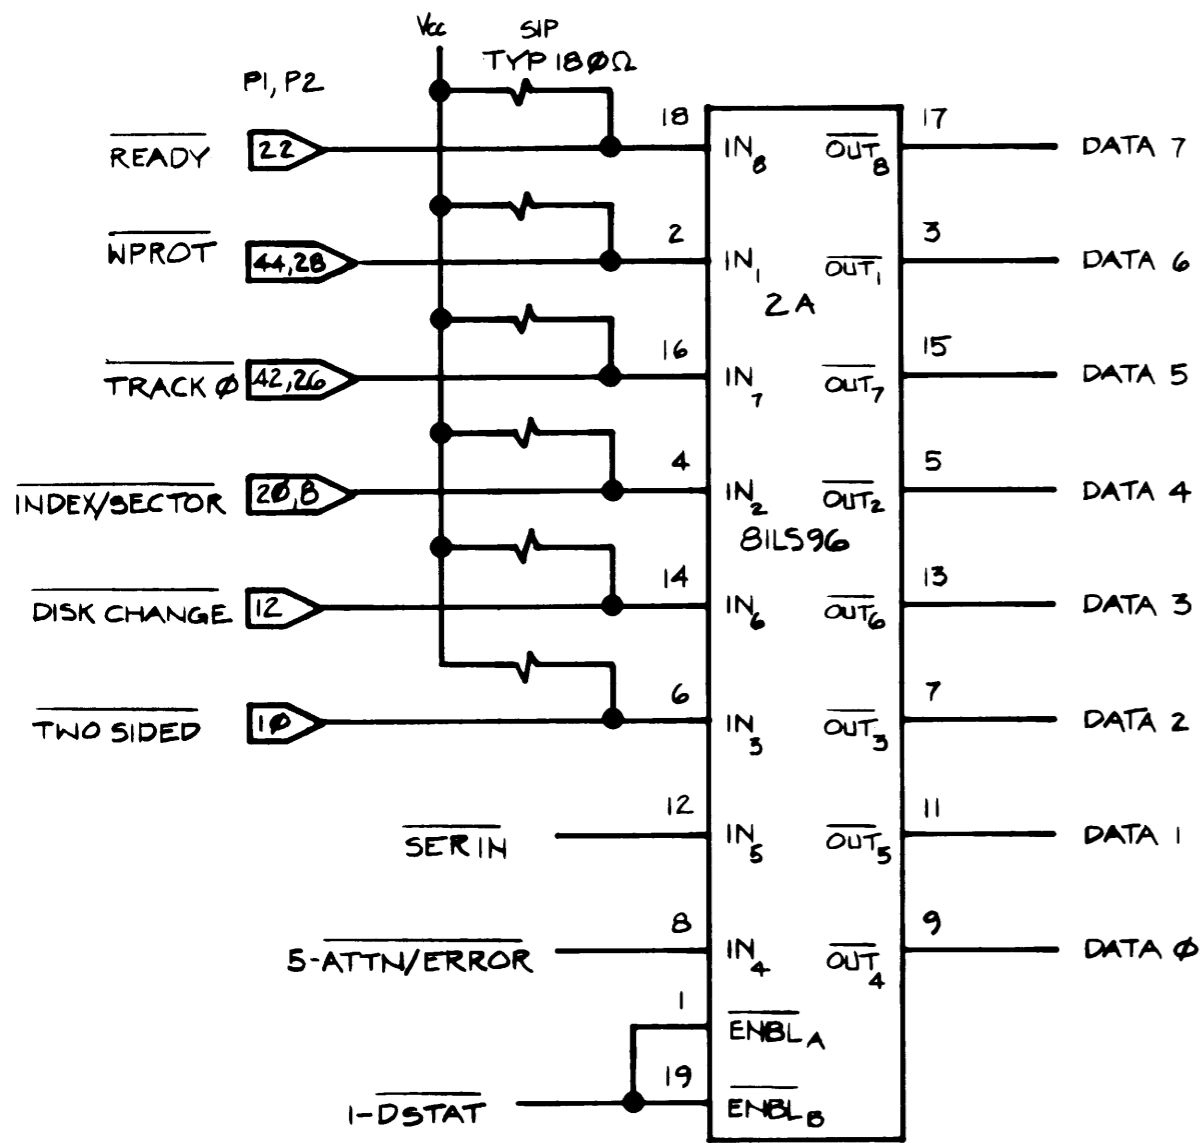 Vcc
SIP
TYP 18ØΩ
P1, P2
READY 22 18 IN8 OUT8 17 DATA 7
WPROT 44,28 2 IN1 OUT1 3 DATA 6
2A
TRACK Ø 42,26 16 IN7 OUT7 15 DATA 5
INDEX/SECTOR 2Ø,8 4 IN2 OUT2 5 DATA 4
81LS96
DISK CHANGE 12 14 IN6 OUT6 13 DATA 3
TWO SIDED 1Ø 6 IN3 OUT3 7 DATA 2
SER IN 12 IN5 OUT5 11 DATA 1
5-ATTN/ERROR 8 IN4 OUT4 9 DATA Ø
1 ENBLA
1-DSTAT 19 ENBLB